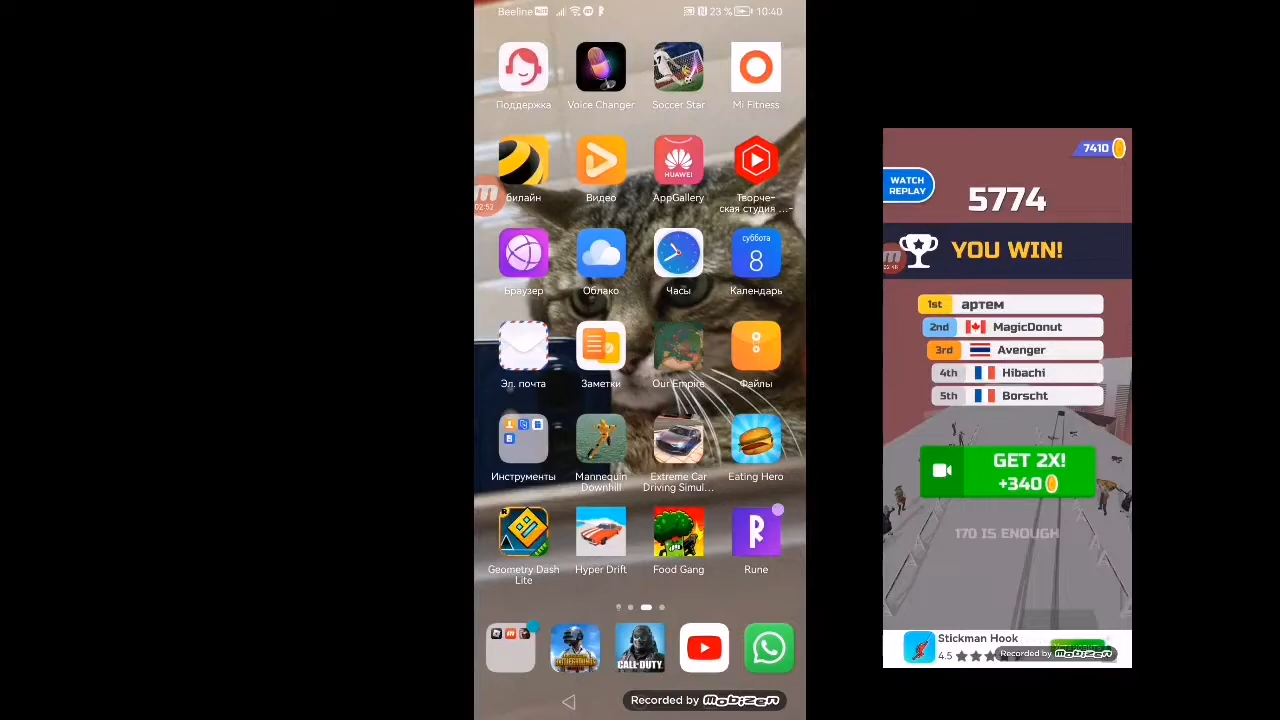 Beeline
23 %
10:40
Поддержка
Voice Changer
Soccer Star
Mi Fitness
HUAWEI
билайн
Видео
AppGallery
Творче-
ская студия ...-
02:52
суббота
8
Браузер
Облако
Часы
Календарь
Эл. почта
Заметки
Our Empire
Файлы
Инструменты
Mannequin
Downhill
Extreme Car
Driving Simul...
Eating Hero
Geometry Dash
Lite
Hyper Drift
Food Gang
Rune
CALL·DUTY
Recorded by mobizen
7410
WATCH
REPLAY
5774
YOU WIN!
1st артем
2nd MagicDonut
3rd Avenger
4th Hibachi
5th Borscht
GET 2X!
+340
170 IS ENOUGH
Stickman Hook
4.5
Recorded by mobizen